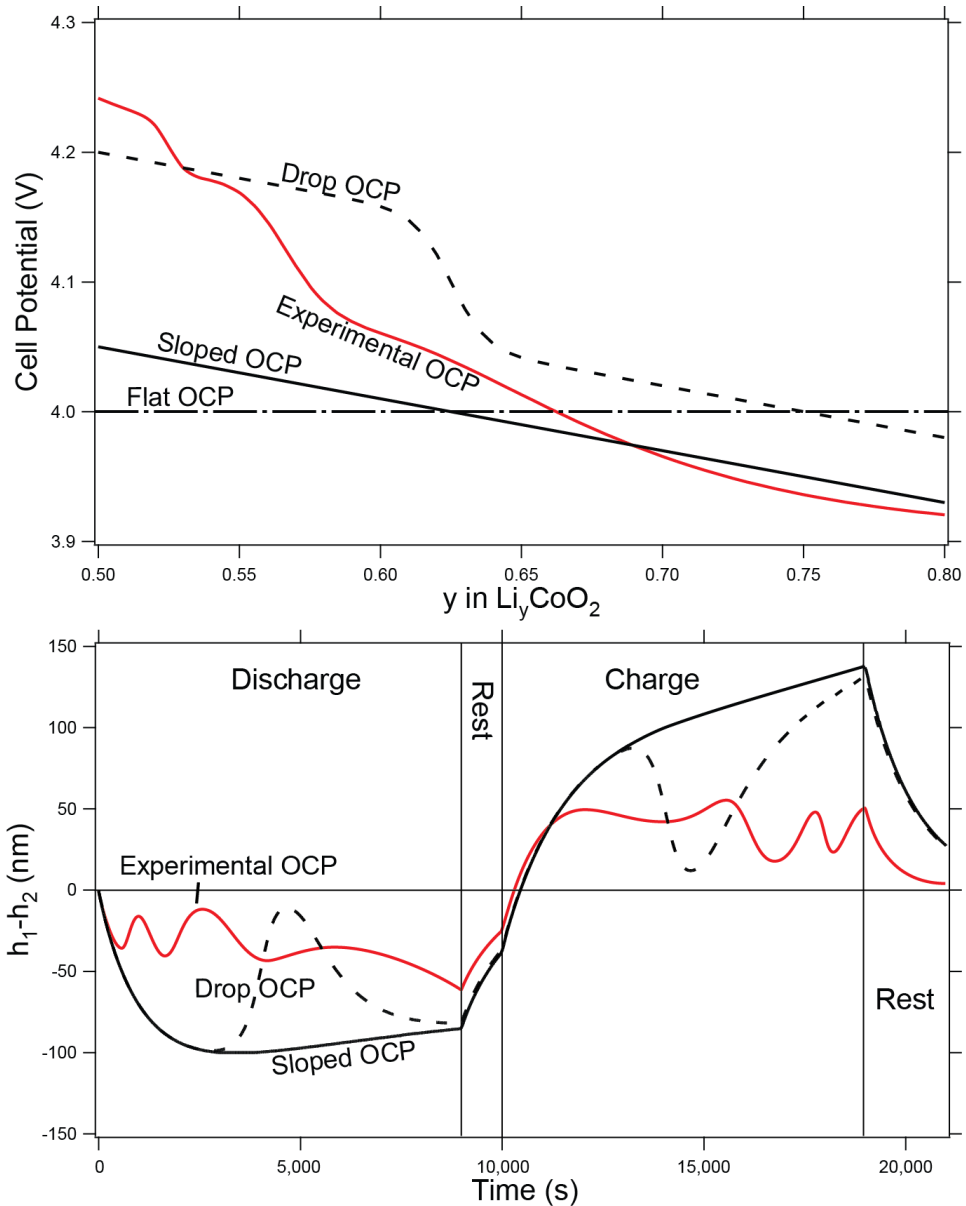 4.3
4.2
4.1
4.0
3.9
Cell Potential (V)
Drop OCP
Experimental OCP
Sloped OCP
Flat OCP
0.50 0.55 0.60 0.65 0.70 0.75 0.80
y in LiyCoO2
150
100
50
0
-50
-100
-150
h1-h2 (nm)
Discharge
Rest
Charge
Experimental OCP
Drop OCP
Sloped OCP
Rest
0 5,000 10,000 15,000 20,000
Time (s)